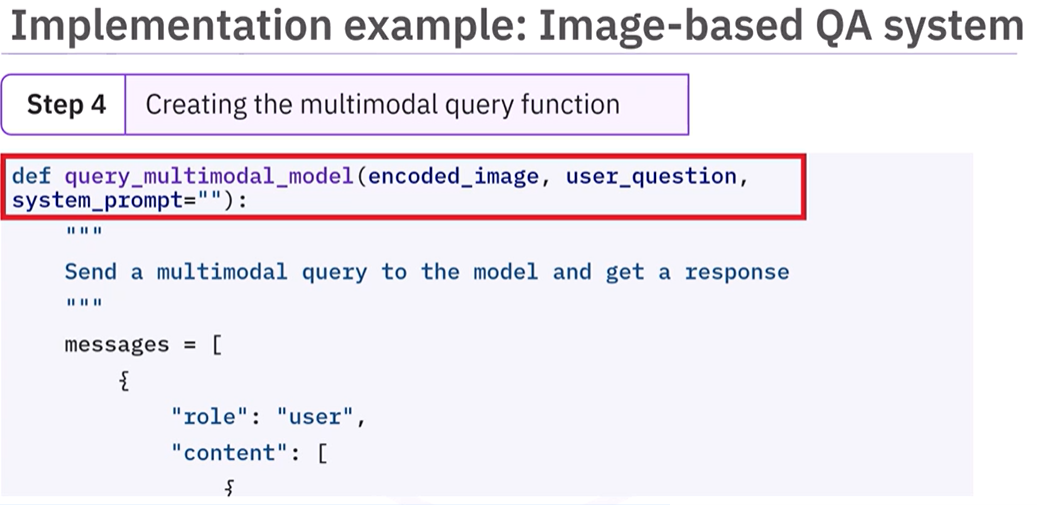 Implementation example: Image-based QA system
Step 4 Creating the multimodal query function
def query_multimodal_model(encoded_image, user_question,
system_prompt=""):
"""
Send a multimodal query to the model and get a response
"""
messages = [
{
"role": "user",
"content": [
{